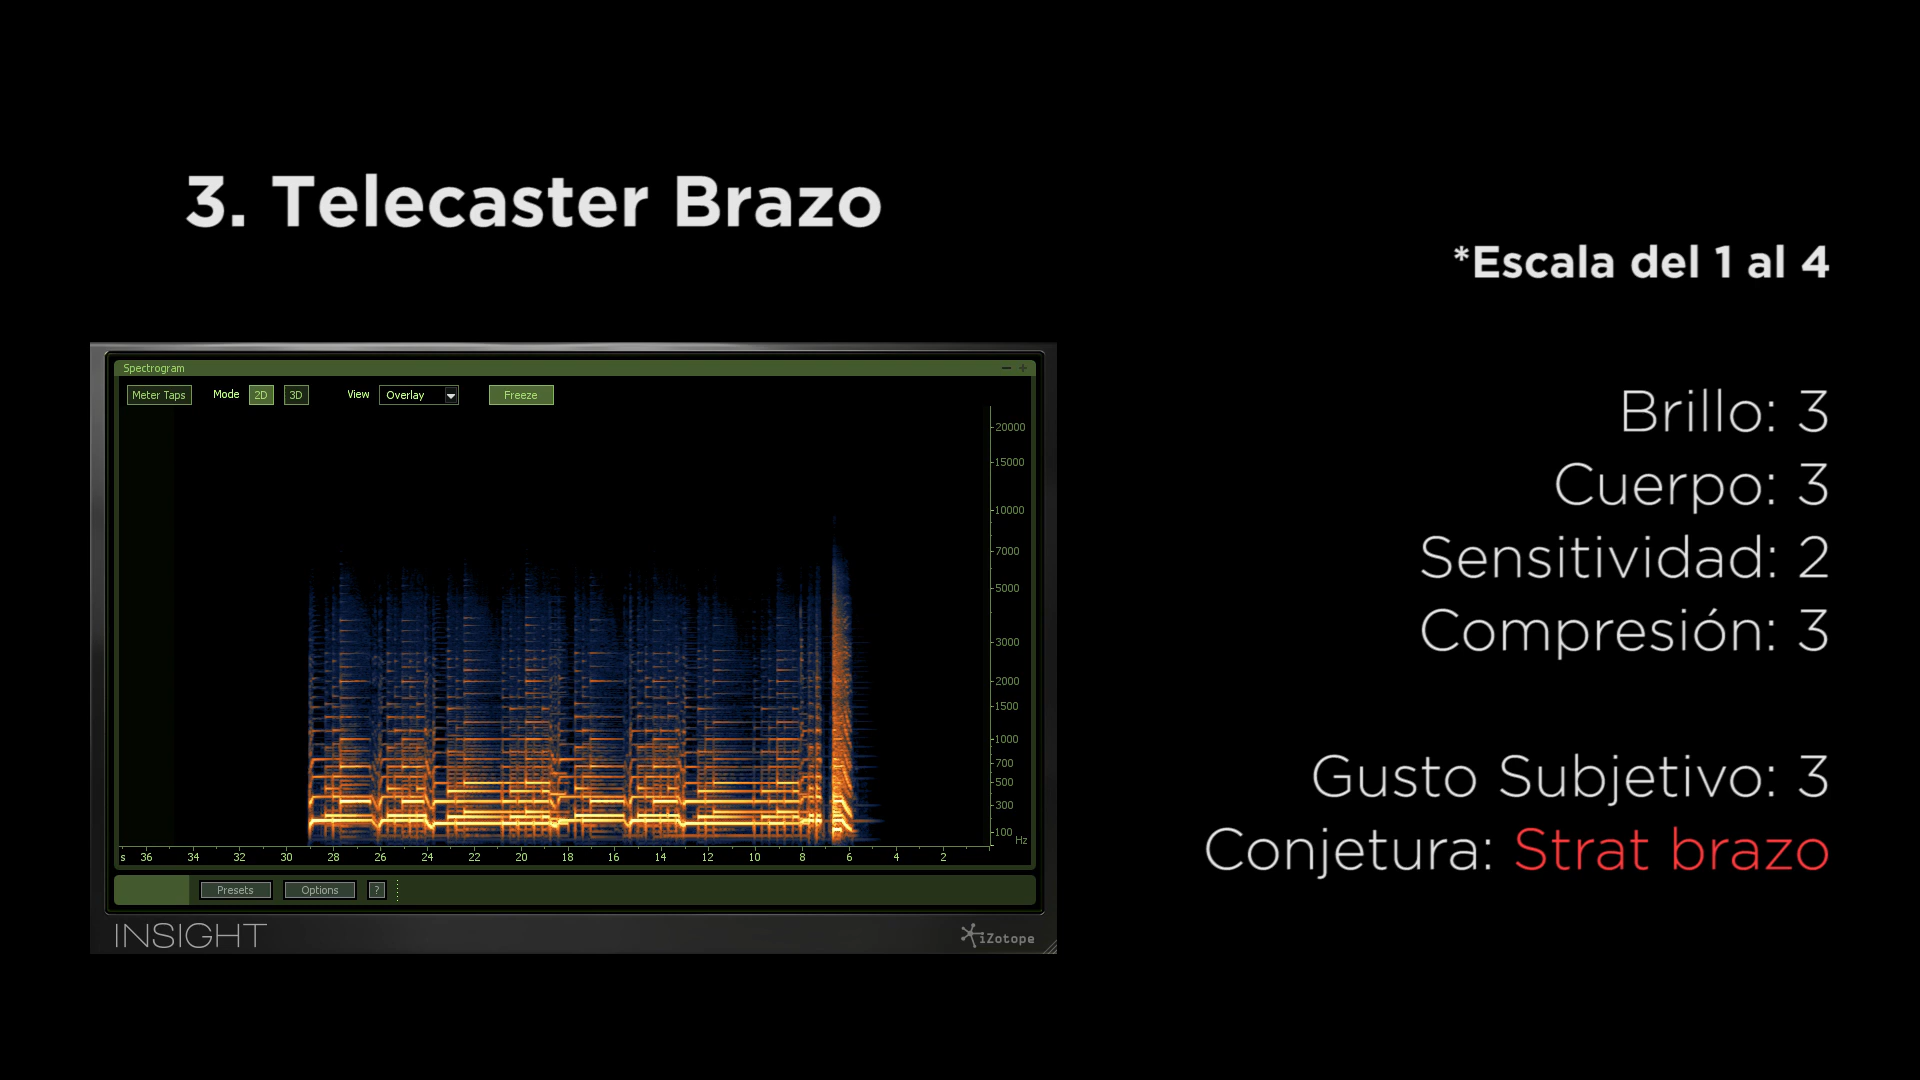 3. Telecaster Brazo
*Escala del 1 al 4
Spectrogram
Meter Taps Mode 2D 3D View Overlay Freeze
20000
15000
10000
7000
5000
3000
2000
1500
1000
700
500
300
100
Hz
s 36 34 32 30 28 26 24 22 20 18 16 14 12 10 8 6 4 2
Presets Options ?
INSIGHT
iZotope
Brillo: 3
Cuerpo: 3
Sensitividad: 2
Compresión: 3
Gusto Subjetivo: 3
Conjetura: Strat brazo